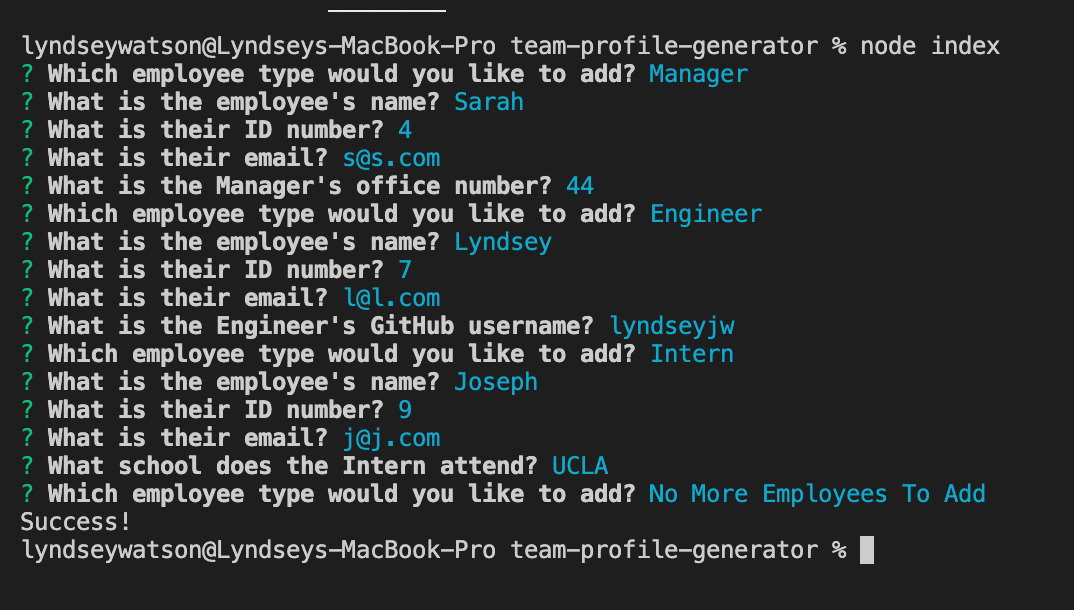 lyndseywatson@Lyndseys-MacBook-Pro team-profile-generator % node index
? Which employee type would you like to add? Manager
? What is the employee's name? Sarah
? What is their ID number? 4
? What is their email? s@s.com
? What is the Manager's office number? 44
? Which employee type would you like to add? Engineer
? What is the employee's name? Lyndsey
? What is their ID number? 7
? What is their email? l@l.com
? What is the Engineer's GitHub username? lyndseyjw
? Which employee type would you like to add? Intern
? What is the employee's name? Joseph
? What is their ID number? 9
? What is their email? j@j.com
? What school does the Intern attend? UCLA
? Which employee type would you like to add? No More Employees To Add
Success!
lyndseywatson@Lyndseys-MacBook-Pro team-profile-generator %